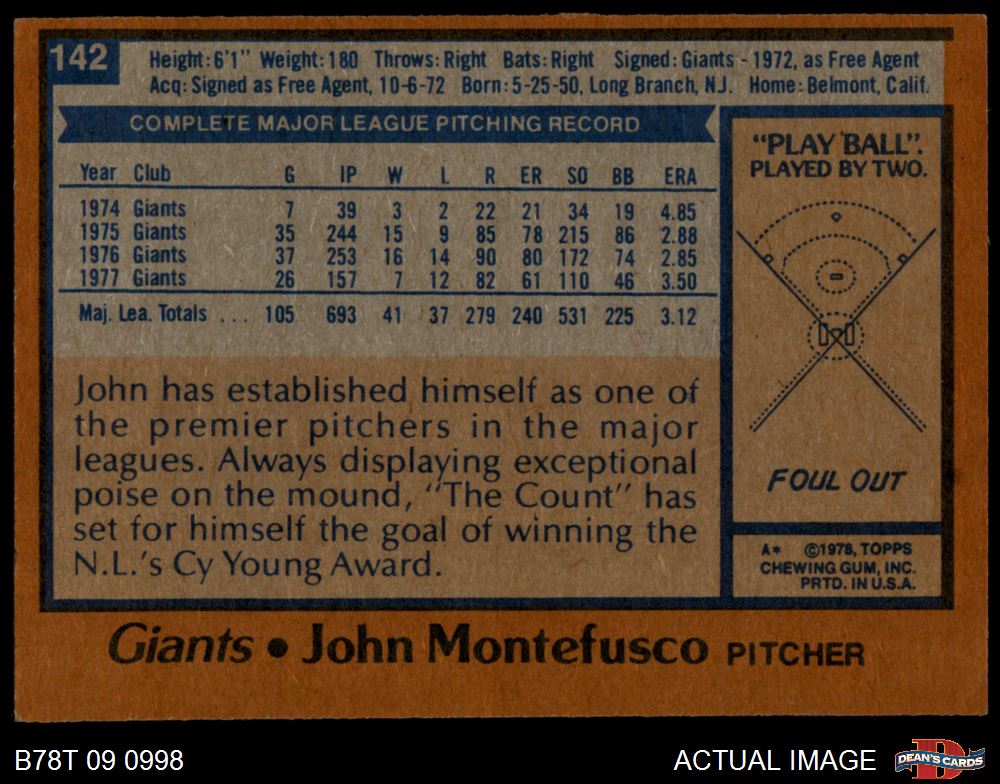 142
Height: 6'1" Weight: 180 Throws: Right Bats: Right Signed: Giants - 1972, as Free Agent
Acq: Signed as Free Agent, 10-6-72 Born: 5-25-50, Long Branch, N.J. Home: Belmont, Calif.
COMPLETE MAJOR LEAGUE PITCHING RECORD
Year Club G IP W L R ER SO BB ERA
1974 Giants 7 39 3 2 22 21 34 19 4.85
1975 Giants 35 244 15 9 85 78 215 86 2.88
1976 Giants 37 253 16 14 90 80 172 74 2.85
1977 Giants 26 157 7 12 82 61 110 46 3.50
Maj. Lea. Totals . . . 105 693 41 37 279 240 531 225 3.12
John has established himself as one of
the premier pitchers in the major
leagues. Always displaying exceptional
poise on the mound, "The Count" has
set for himself the goal of winning the
N.L.'s Cy Young Award.
"PLAY BALL".
PLAYED BY TWO.
FOUL OUT
A* ©1978, TOPPS
CHEWING GUM, INC.
PRTD. IN U.S.A.
Giants • John Montefusco PITCHER
B78T 09 0998
ACTUAL IMAGE
DEAN'S CARDS